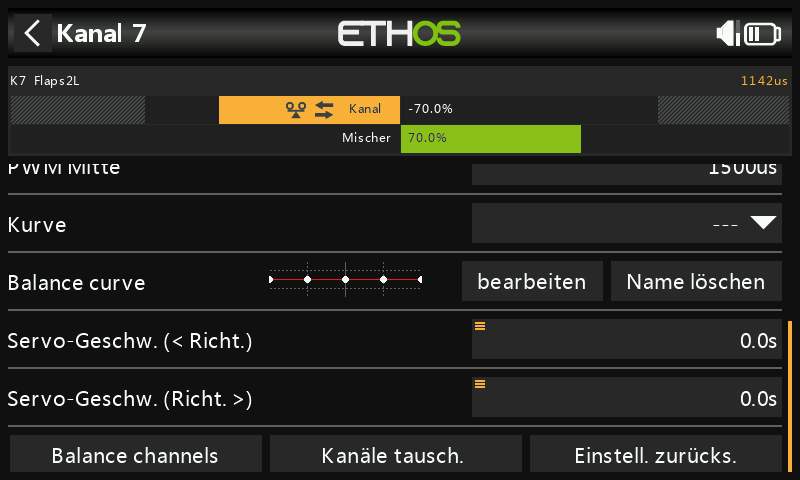 Kanal 7
ETHOS
K7 Flaps2L 1142us
Kanal -70.0%
Mischer 70.0%
PWM Mitte 1500us
Kurve ---
Balance curve bearbeiten Name löschen
Servo-Geschw. (< Richt.) 0.0s
Servo-Geschw. (Richt. >) 0.0s
Balance channels Kanäle tausch. Einstell. zurücks.